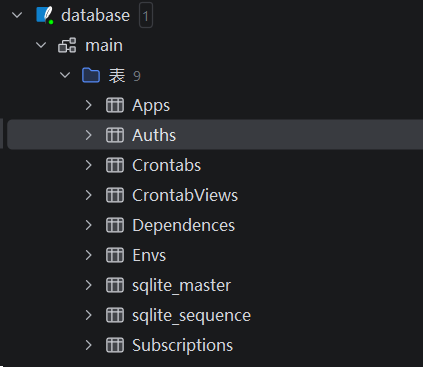 database 1
main
表 9
Apps
Auths
Crontabs
CrontabViews
Dependences
Envs
sqlite_master
sqlite_sequence
Subscriptions